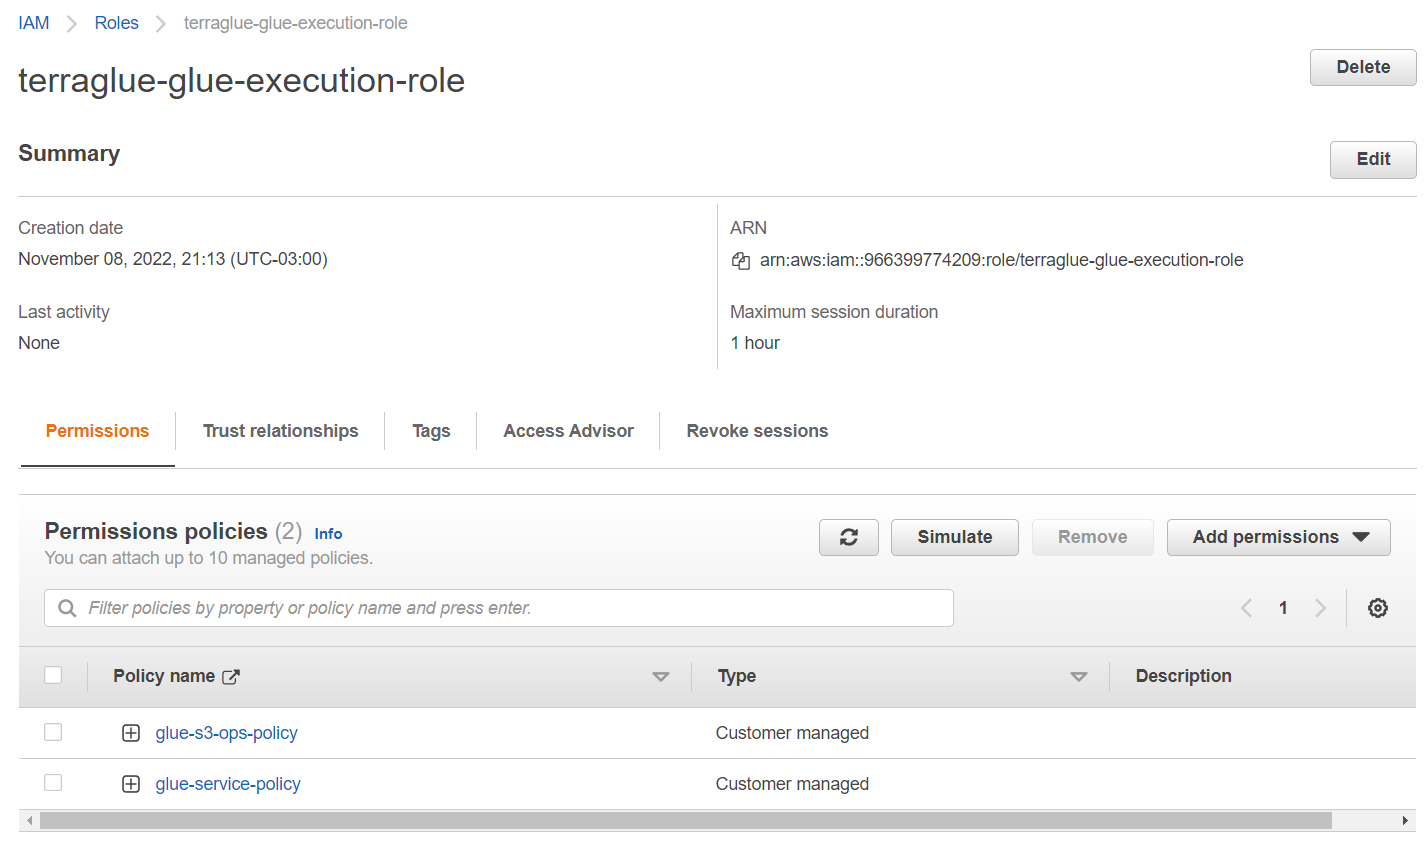 IAM > Roles > terraglue-glue-execution-role
terraglue-glue-execution-role
Delete
Summary
Edit
Creation date
November 08, 2022, 21:13 (UTC-03:00)
ARN
arn:aws:iam::966399774209:role/terraglue-glue-execution-role
Last activity
None
Maximum session duration
1 hour
Permissions Trust relationships Tags Access Advisor Revoke sessions
Permissions policies (2) Info
You can attach up to 10 managed policies.
Simulate Remove Add permissions
Filter policies by property or policy name and press enter.
1
Policy name Type Description
glue-s3-ops-policy Customer managed
glue-service-policy Customer managed